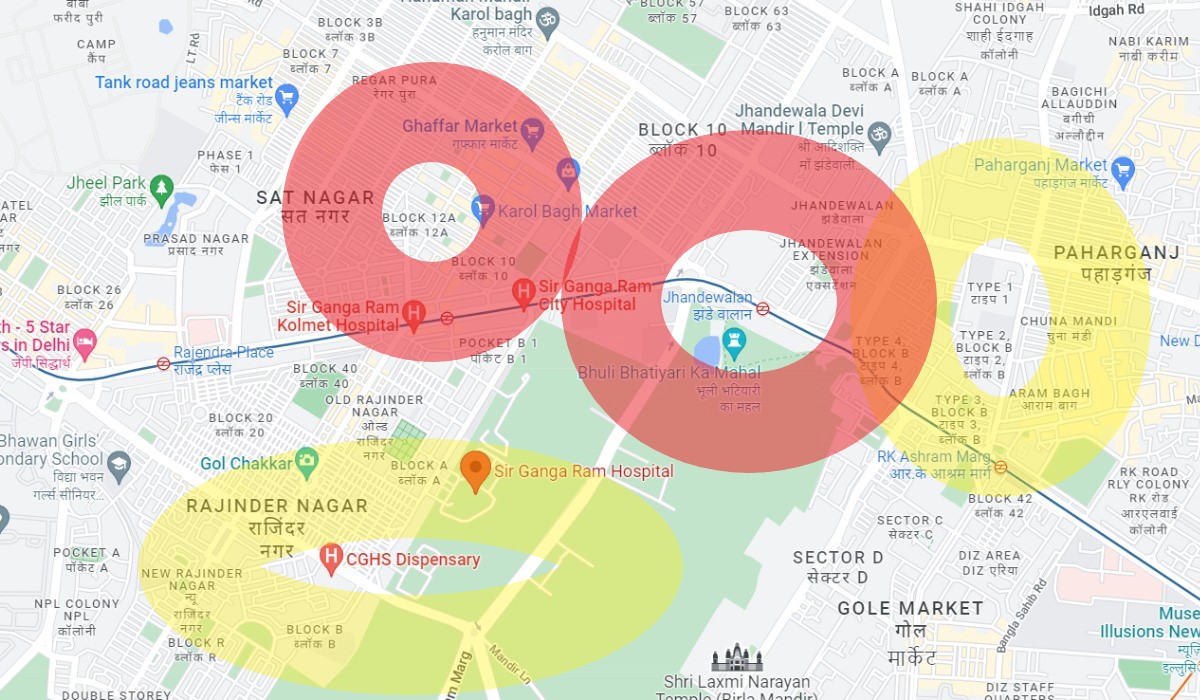 BLOCK 3B
ब्लॉक 3B
Karol bagh
हनुमान मंदिर
करोल बाग
BLOCK 57
ब्लॉक 57
BLOCK 63
ब्लॉक 63
SHAHI IDGAH
COLONY
शाही ईदगाह
कॉलोनी
Idgah Rd
फरीद पुरी
CAMP
कैंप
LT. Rd
BLOCK 7
ब्लॉक 7
NABI KARIM
नाबी करीम
Tank road jeans market
टैंक रोड
जीन्स मार्केट
REGAR PURA
रेगर पुरा
BLOCK A
ब्लॉक A
BLOCK A
ब्लॉक A
BAGICHI
ALLAUDDIN
बगीची
अल्लौद्दीन
Ghaffar Market
गफ्फार मार्केट
BLOCK 10
ब्लॉक 10
Jhandewala Devi
Mandir | Temple
श्री आदिशक्ति
माँ झंडेवाला...
PHASE 1
फेस 1
Jheel Park
झील पार्क
Paharganj Market
पहाड़गंज मार्केट
SAT NAGAR
सत नगर
BLOCK 12A
ब्लॉक 12A
Karol Bagh Market
JHANDEWALAN
झंडेवाला
PRASAD NAGAR
प्रसाद नगर
JHANDEWALAN
EXTENSION
झंडेवाला
एक्सटेंशन
PAHARGANJ
पहाड़गंज
BLOCK 10
ब्लॉक 10
BLOCK 26
ब्लॉक 26
Sir Ganga Ram
City Hospital
Sir Ganga Ram
Kolmet Hospital
Jhandewalan
झंडे वालान
TYPE 1
टाइप 1
CHUNA MANDI
चुना मंडी
TYPE 2,
BLOCK B
टाइप 2,
ब्लॉक B
TYPE 4,
BLOCK B
टाइप 4,
ब्लॉक B
th - 5 Star
s in Delhi
जेपी सिद्धार्थ
Rajendra-Place
राजेंद्र प्लेस
POCKET B 1
पॉकेट B 1
Bhuli Bhatiyari Ka Mahal
भूली भटियारी
का महल
New D
BLOCK 40
ब्लॉक 40
OLD RAJINDER
NAGAR
ओल्ड
राजिंदर
नगर
ARAM BAGH
आराम बाग
TYPE 3,
BLOCK B
टाइप 3,
ब्लॉक B
BLOCK 20
ब्लॉक 20
Bhawan Girls'
ondary School
विद्या भवन
गर्ल्स सीनियर...
Gol Chakkar
BLOCK A
ब्लॉक A
Sir Ganga Ram Hospital
RK Ashram Marg
आर.के आश्रम मार्ग
RK ROAD
RLY COLONY
RK रोड
आरएलवाई
कॉलोनी
BLOCK 42
ब्लॉक 42
RAJINDER NAGAR
राजिंदर
नगर
SECTOR C
सेक्टर C
POCKET A
पॉकेट A
CGHS Dispensary
SECTOR D
सेक्टर D
DIZ AREA
DIZ एरिया
NEW RAJINDER
NAGAR
न्यू
राजिंदर
नगर
NPL COLONY
NPL
कॉलोनी
GOLE MARKET
गोल
मार्केट
Bangla Sahib Rd
Muse
Illusions New
BLOCK B
ब्लॉक B
BLOCK R
ब्लॉक R
Mandir Ln
Marg
Shri Laxmi Narayan
Temple (Birla Mandir)
DOUBLE STOREY
DIZ STAFF
QUARTERS